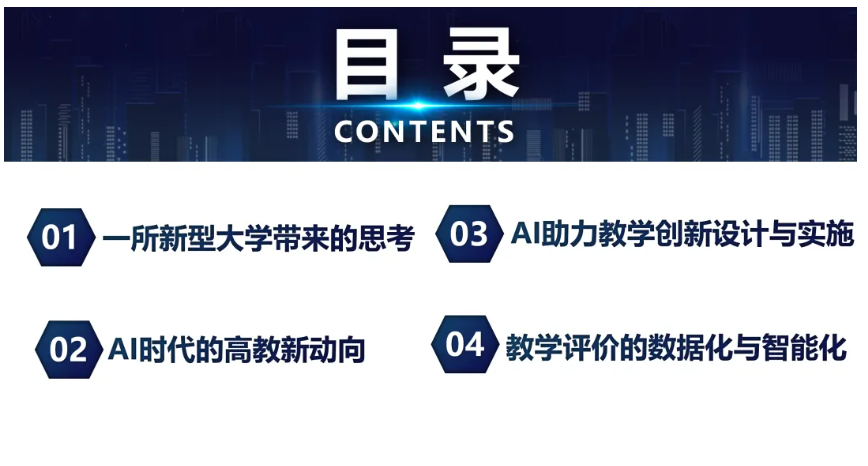 目录
CONTENTS
01 一所新型大学带来的思考
02 AI时代的高教新动向
03 AI助力教学创新设计与实施
04 教学评价的数据化与智能化